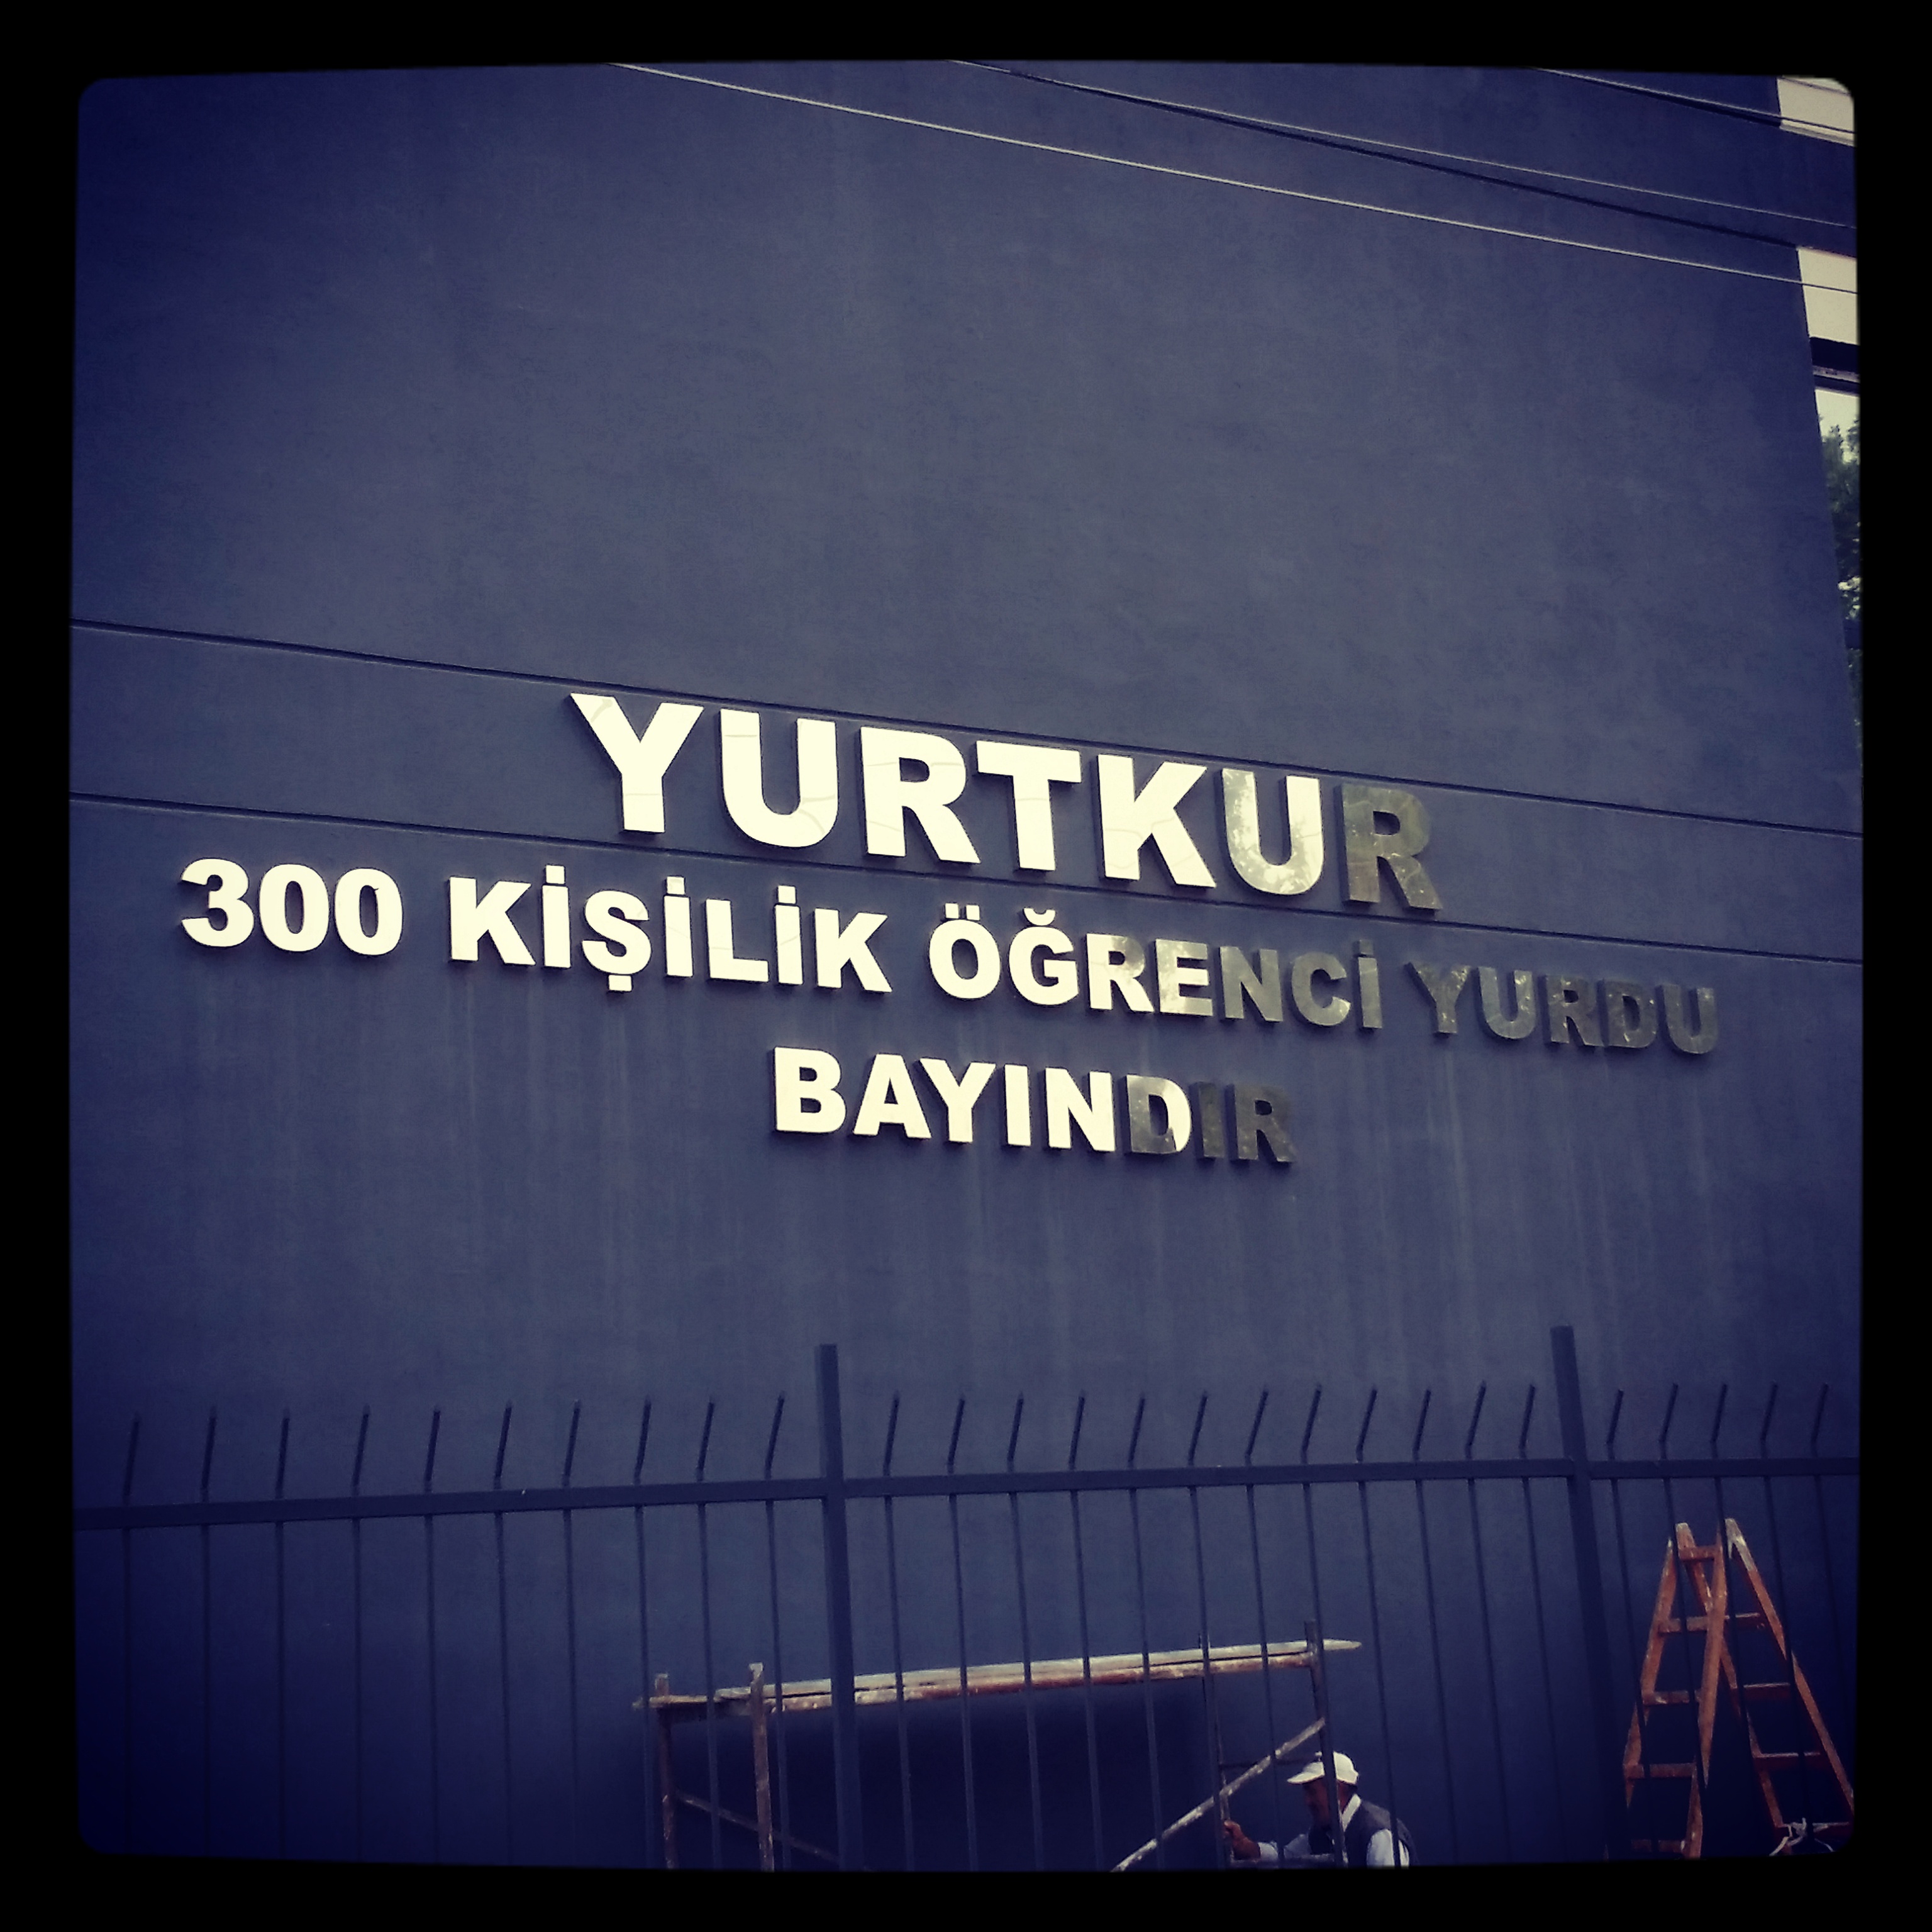 YURTKUR
300 KİŞİLİK ÖĞRENCİ YURDU
BAYINDIR